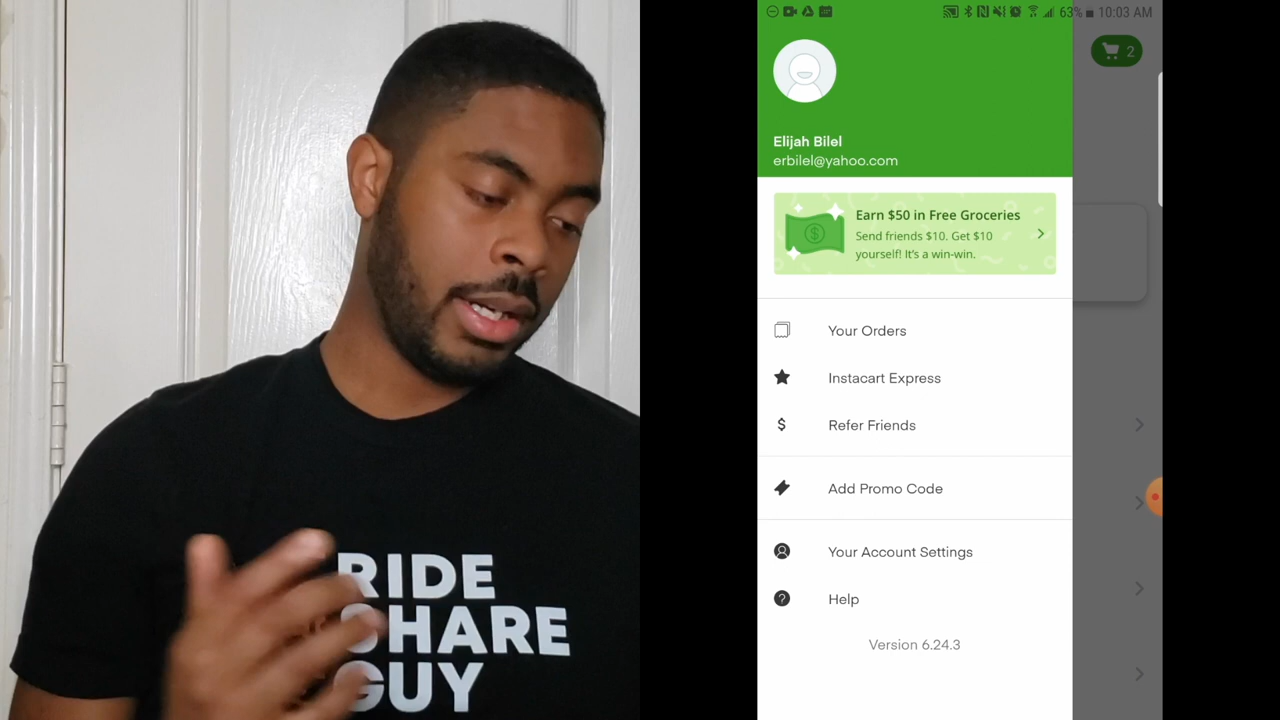 RIDE
SHARE
GUY
63% 10:03 AM
2
Elijah Bilel
erbilel@yahoo.com
Earn $50 in Free Groceries
Send friends $10. Get $10
yourself! It's a win-win.
Your Orders
Instacart Express
$ Refer Friends
Add Promo Code
Your Account Settings
? Help
Version 6.24.3